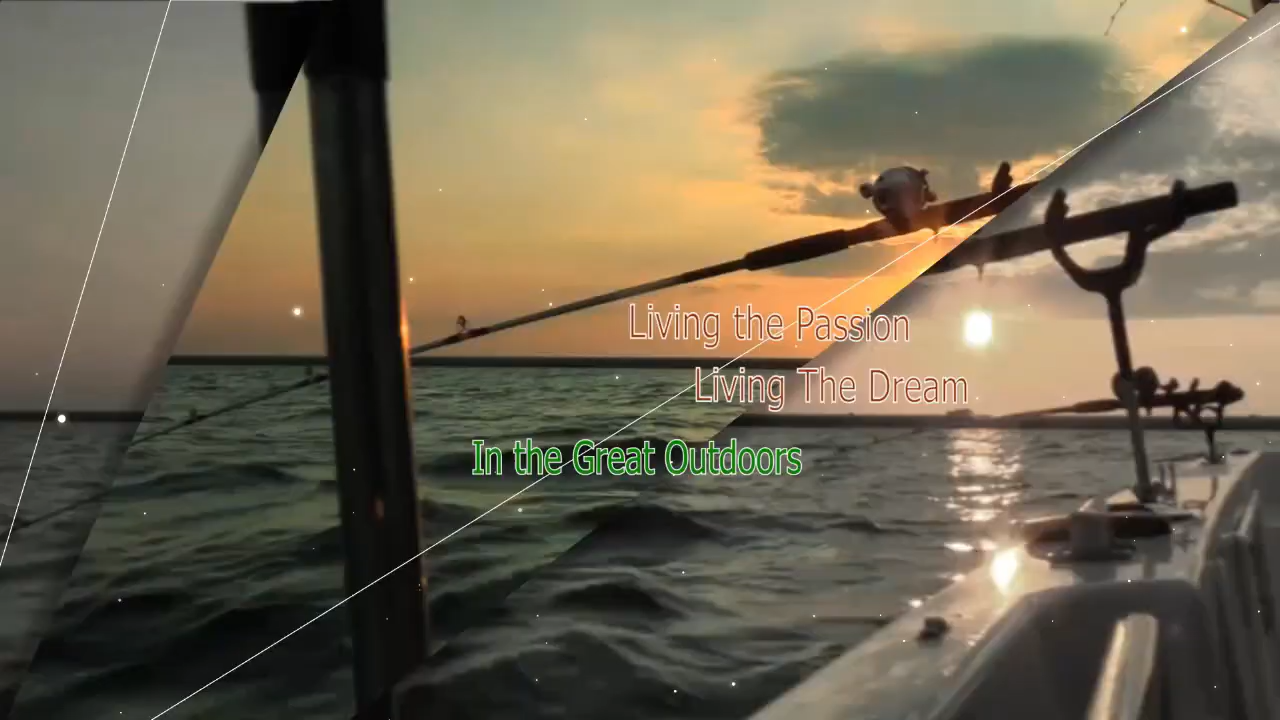 Living the Passion
Living The Dream
In the Great Outdoors